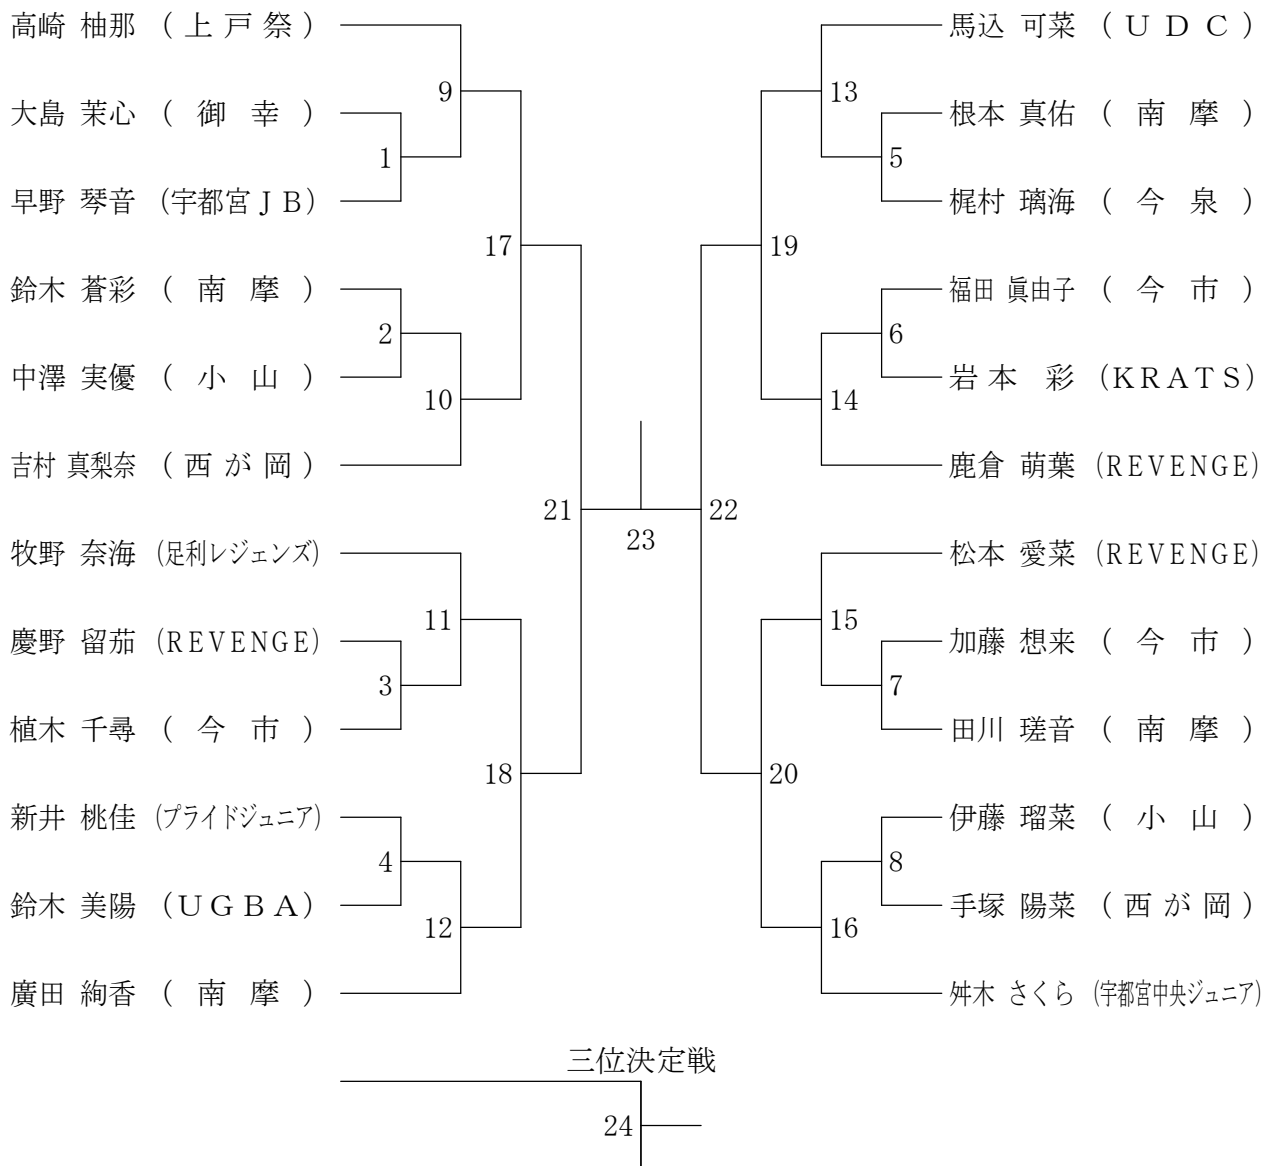 高崎 柚那 (上戸祭)
大島 茉心 (御幸)
早野 琴音 (宇都宮JB)
鈴木 蒼彩 (南摩)
中澤 実優 (小山)
吉村 真梨奈 (西が岡)
牧野 奈海 (足利レジェンズ)
慶野 留茄 (REVENGE)
植木 千尋 (今市)
新井 桃佳 (プライドジュニア)
鈴木 美陽 (UGBA)
廣田 絢香 (南摩)
1
2
3
4
9
10
11
12
17
18
21
23
22
19
20
13
14
15
16
5
6
7
8
馬込 可菜 (UDC)
根本 真佑 (南摩)
梶村 璃海 (今泉)
福田 眞由子 (今市)
岩本 彩 (KRATS)
鹿倉 萌葉 (REVENGE)
松本 愛菜 (REVENGE)
加藤 想来 (今市)
田川 瑳音 (南摩)
伊藤 瑠菜 (小山)
手塚 陽菜 (西が岡)
舛木 さくら (宇都宮中央ジュニア)
三位決定戦
24